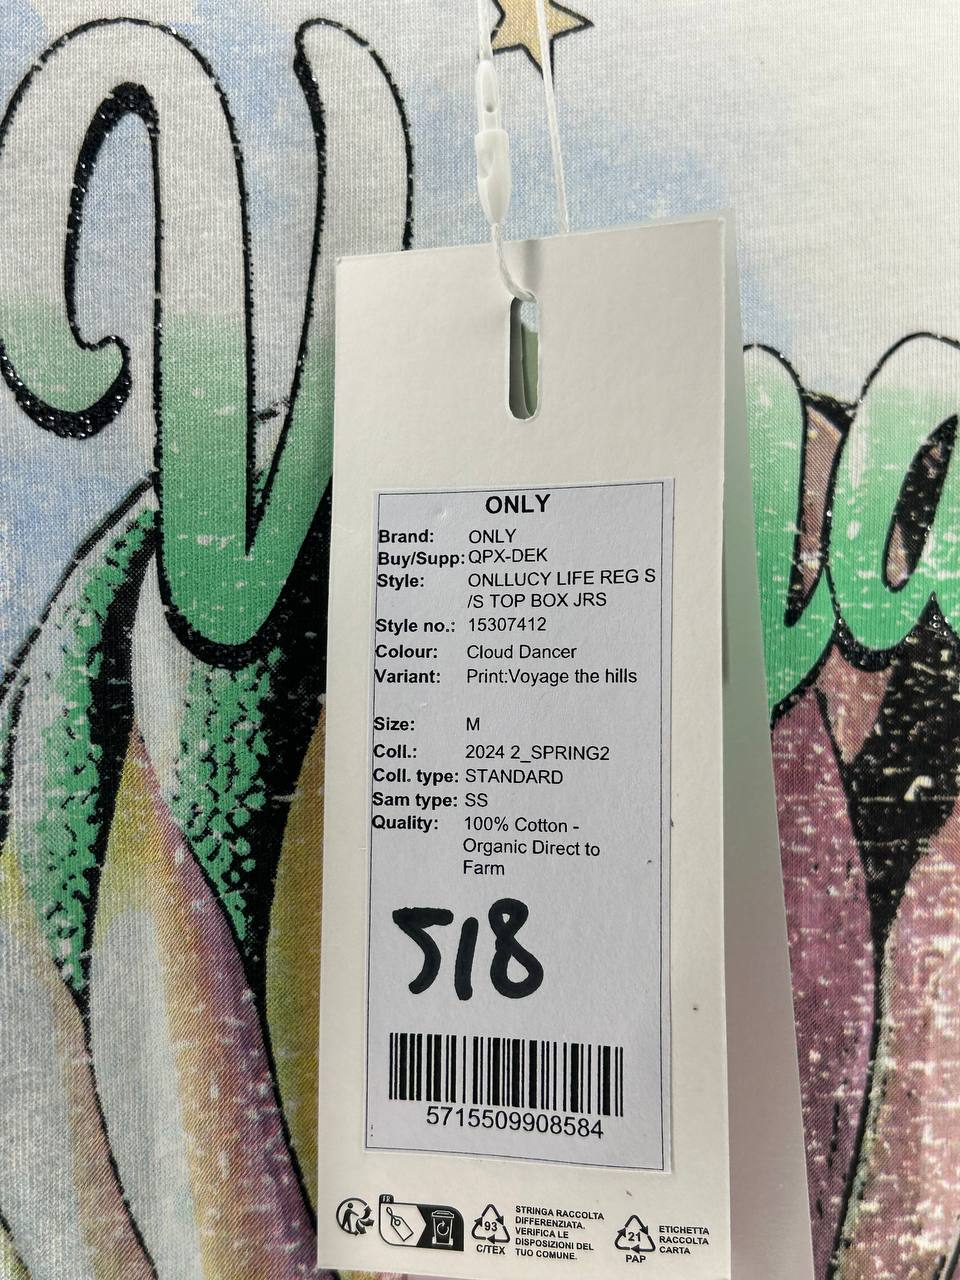 ONLY
Brand: ONLY
Buy/Supp: QPX-DEK
Style: ONLLUCY LIFE REG S
/S TOP BOX JRS
Style no.: 15307412
Colour: Cloud Dancer
Variant: Print:Voyage the hills
Size: M
Coll.: 2024 2_SPRING2
Coll. type: STANDARD
Sam type: SS
Quality: 100% Cotton -
Organic Direct to
Farm
518
5715509908584
FR
93
C/TEX
STRINGA RACCOLTA
DIFFERENZIATA.
VERIFICA LE
DISPOSIZIONI DEL
TUO COMUNE.
21
PAP
ETICHETTA
RACCOLTA
CARTA